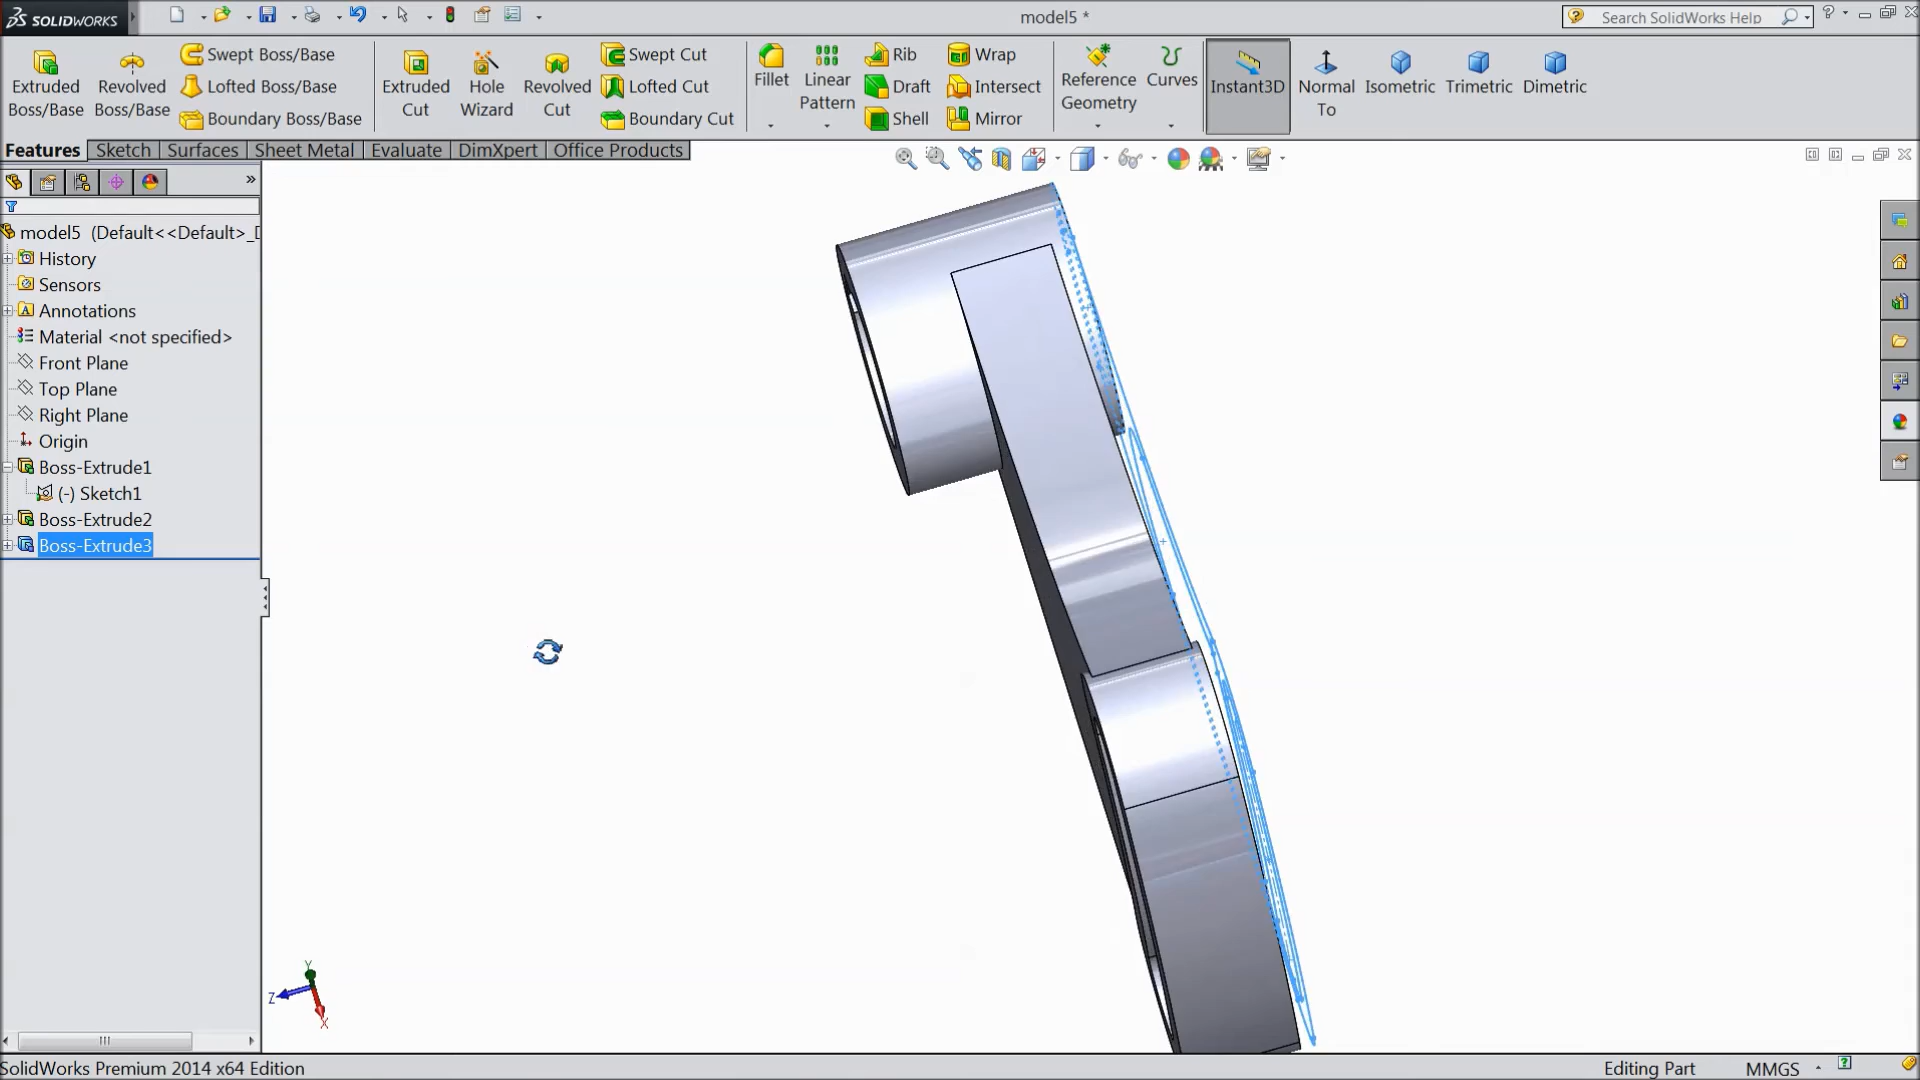 SOLIDWORKS
model5 *
Search SolidWorks Help
Extruded Boss/Base
Revolved Boss/Base
Swept Boss/Base
Lofted Boss/Base
Boundary Boss/Base
Extruded Cut
Hole Wizard
Revolved Cut
Swept Cut
Lofted Cut
Boundary Cut
Fillet
Linear Pattern
Rib
Draft
Shell
Wrap
Intersect
Mirror
Reference Geometry
Curves
Instant3D
Normal To
Isometric
Trimetric
Dimetric
Features
Sketch
Surfaces
Sheet Metal
Evaluate
DimXpert
Office Products
model5 (Default<<Default>_D
History
Sensors
Annotations
Material <not specified>
Front Plane
Top Plane
Right Plane
Origin
Boss-Extrude1
(-) Sketch1
Boss-Extrude2
Boss-Extrude3
Y
Z
X
SolidWorks Premium 2014 x64 Edition
Editing Part
MMGS